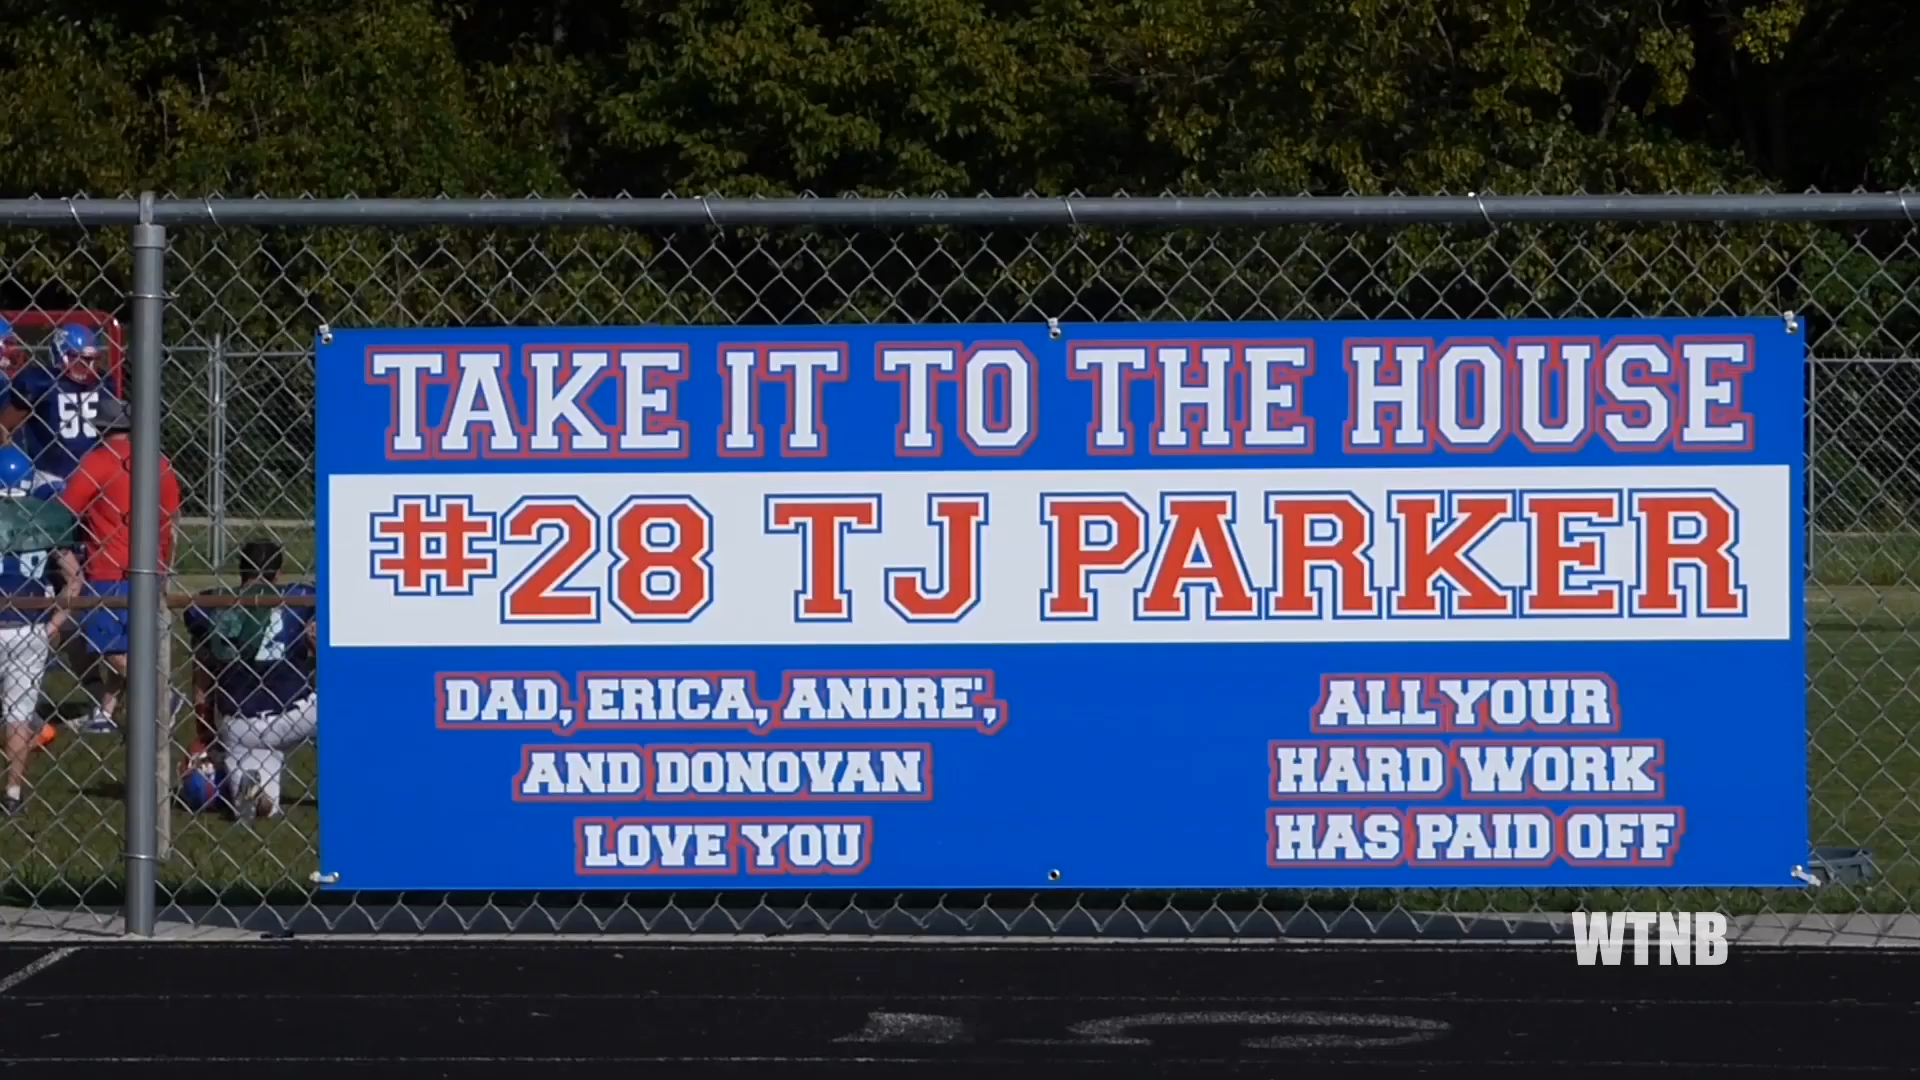 TAKE IT TO THE HOUSE
#28 TJ PARKER
DAD, ERICA, ANDRE',
AND DONOVAN
LOVE YOU
ALL YOUR
HARD WORK
HAS PAID OFF
55
WTNB